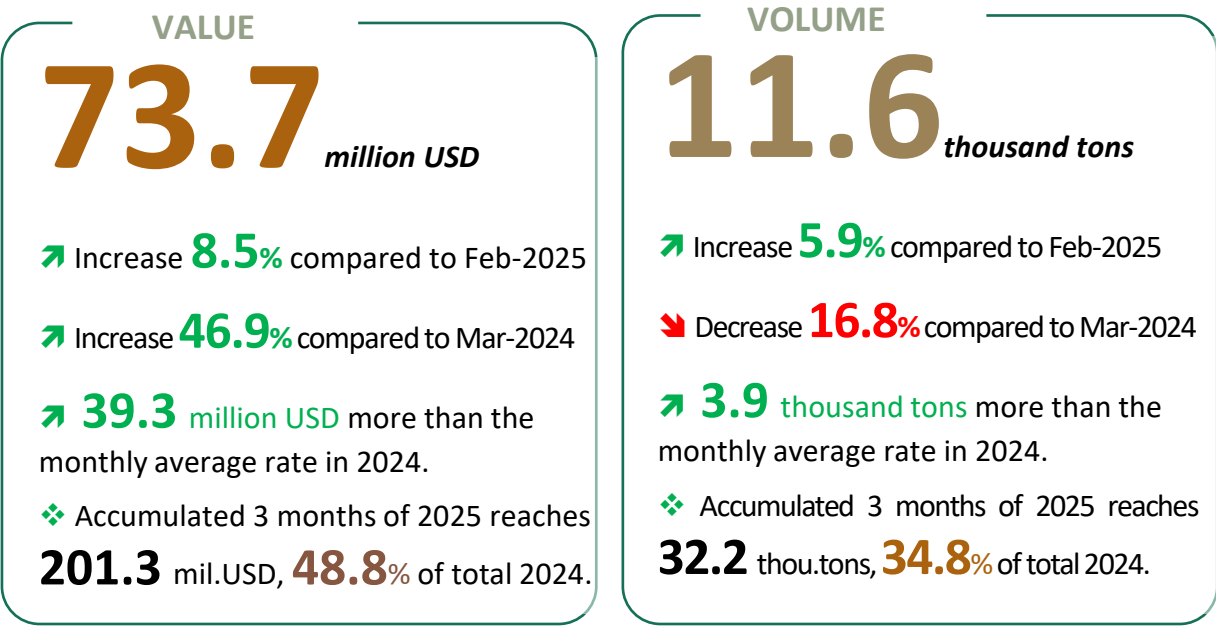 VALUE
73.7 million USD
Increase 8.5% compared to Feb-2025
Increase 46.9% compared to Mar-2024
39.3 million USD more than the
monthly average rate in 2024.
Accumulated 3 months of 2025 reaches
201.3 mil.USD, 48.8% of total 2024.
VOLUME
11.6 thousand tons
Increase 5.9% compared to Feb-2025
Decrease 16.8% compared to Mar-2024
3.9 thousand tons more than the
monthly average rate in 2024.
Accumulated 3 months of 2025 reaches
32.2 thou.tons, 34.8% of total 2024.